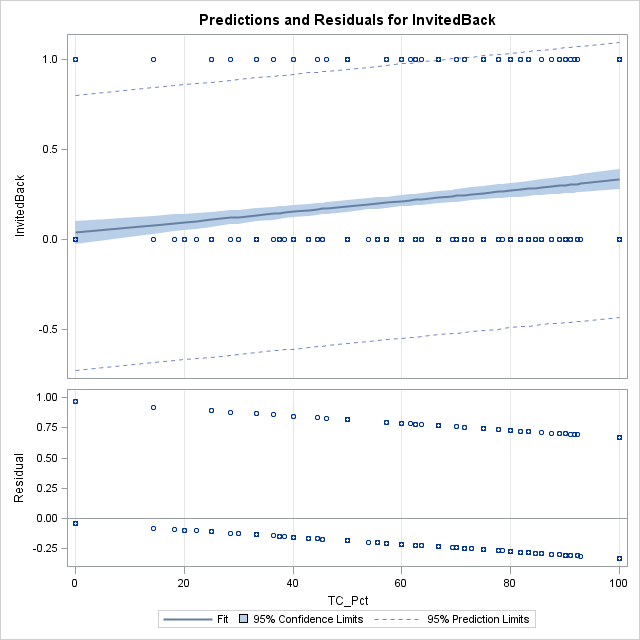 Predictions and Residuals for InvitedBack
1.0
0.5
0.0
-0.5
InvitedBack
1.00
0.75
0.50
0.25
0.00
-0.25
Residual
0 20 40 60 80 100
TC_Pct
Fit 95% Confidence Limits 95% Prediction Limits